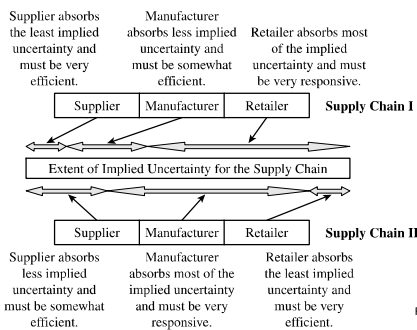 Supplier absorbs
the least implied
uncertainty and
must be very
efficient.
Manufacturer
absorbs less implied
uncertainty and
must be somewhat
efficient.
Retailer absorbs most
of the implied
uncertainty and must
be very responsive.
Supplier Manufacturer Retailer Supply Chain I
Extent of Implied Uncertainty for the Supply Chain
Supplier Manufacturer Retailer Supply Chain II
Supplier absorbs
less implied
uncertainty and
must be somewhat
efficient.
Manufacturer
absorbs most of the
implied uncertainty
and must be very
responsive.
Retailer absorbs
the least implied
uncertainty and
must be very
efficient.